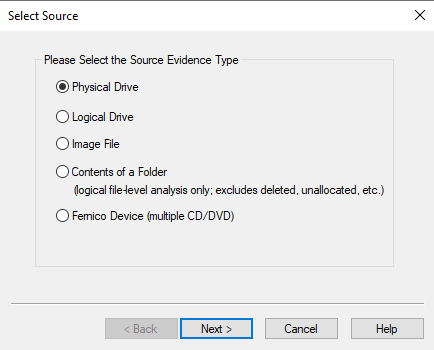 Select Source
Please Select the Source Evidence Type
Physical Drive
Logical Drive
Image File
Contents of a Folder
(logical file-level analysis only; excludes deleted, unallocated, etc.)
Fernico Device (multiple CD/DVD)
< Back Next > Cancel Help